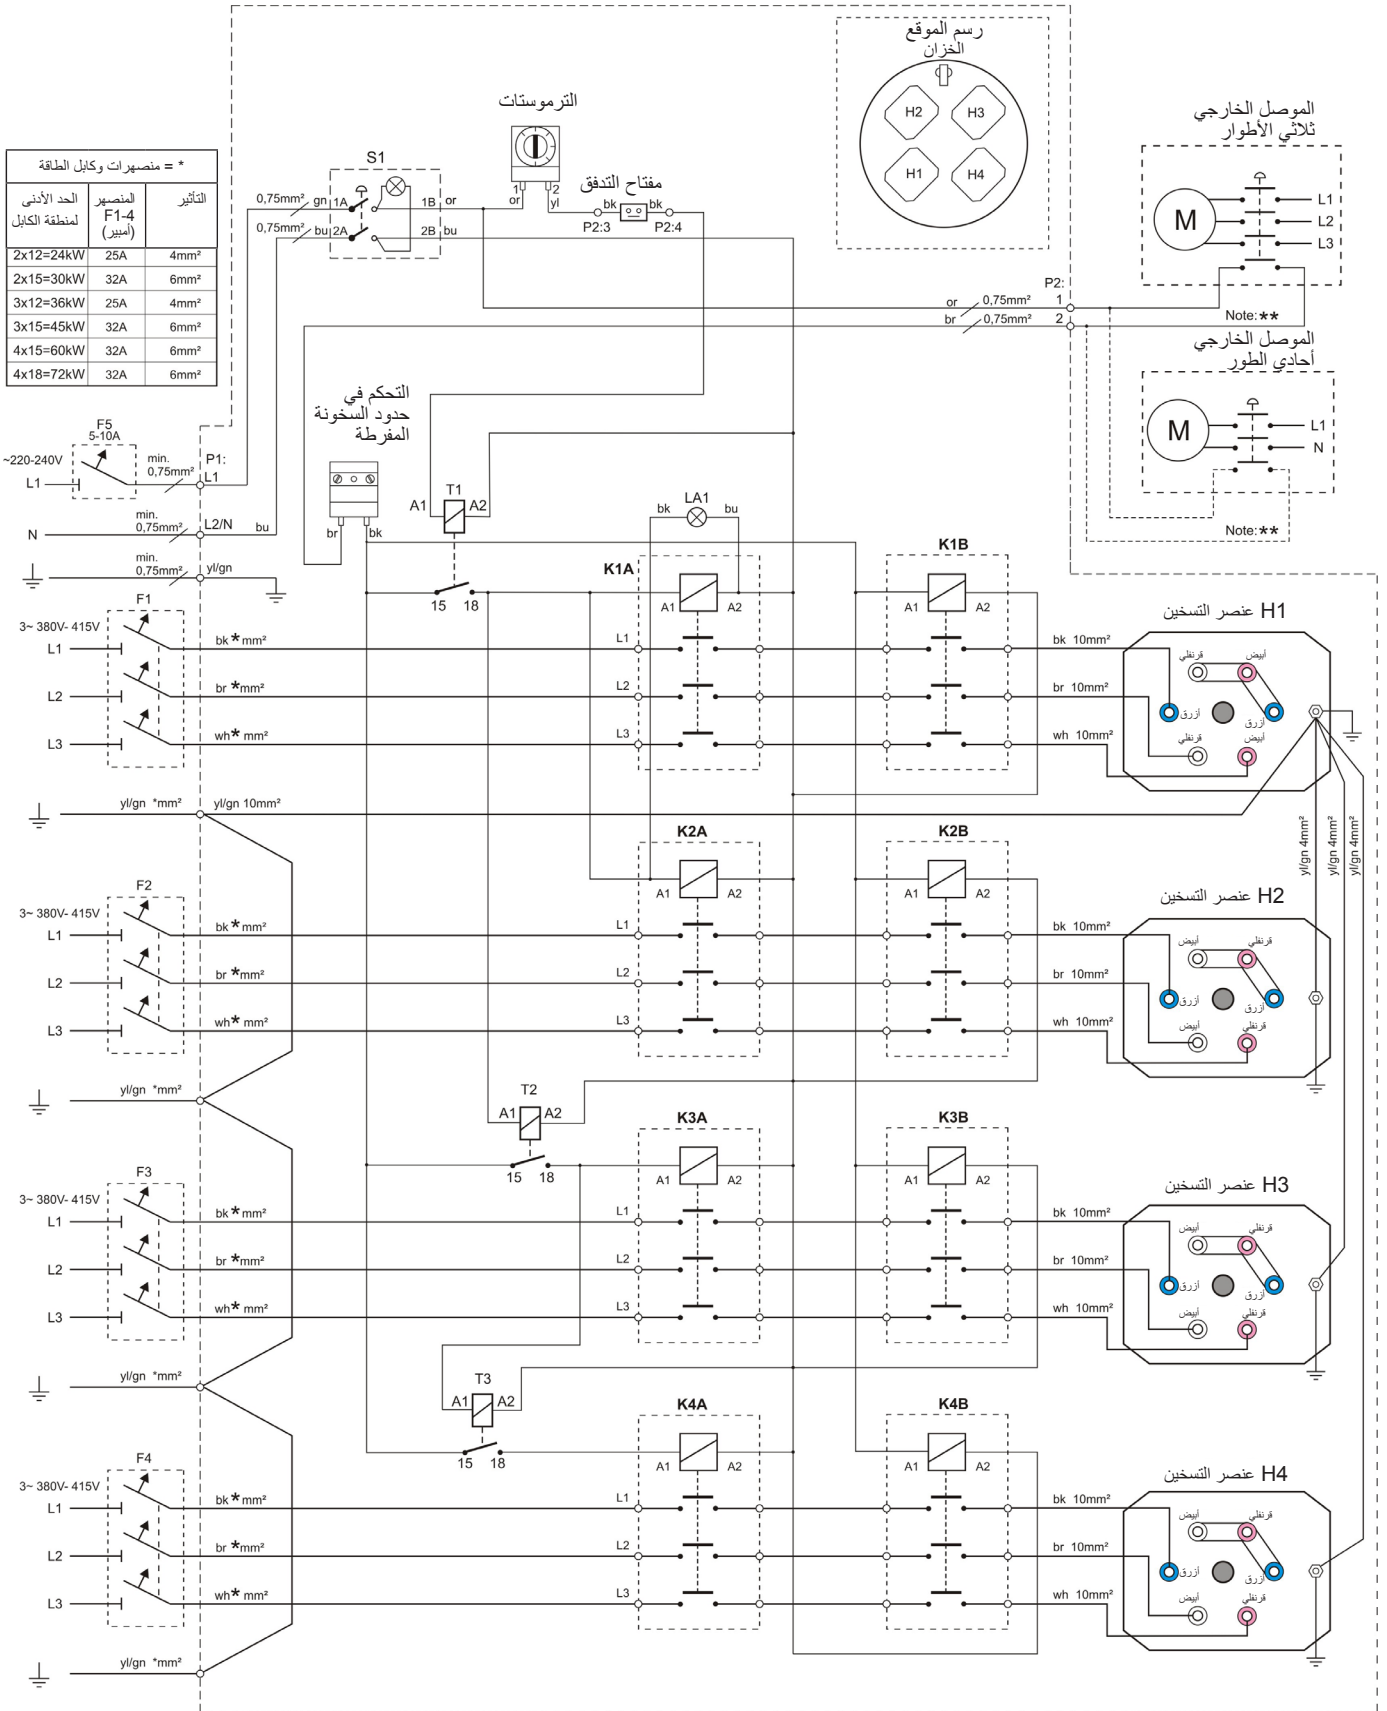 رسم الموقع
الخزان
H2
H3
H1
H4
الترموستات
1
2
or
yl
مفتاح التدفق
bk
bk
P2:3
P2:4
S1
0,75mm² gn 1A
1B or
0,75mm² bu 2A
2B bu
* = منصهرات وكابل الطاقة
التأثير
المنصهر
F1-4
(أمبير)
الحد الأدنى
لمنطقة الكابل
2x12=24kW 25A 4mm²
2x15=30kW 32A 6mm²
3x12=36kW 25A 4mm²
3x15=45kW 32A 6mm²
4x15=60kW 32A 6mm²
4x18=72kW 32A 6mm²
الموصل الخارجي
ثلاثي الأطوار
M
L1
L2
L3
Note:**
P2:
or 0,75mm² 1
br 0,75mm² 2
الموصل الخارجي
أحادي الطور
M
L1
N
Note:**
التحكم في
حدود السخونة
المفرطة
br
bk
F5
5-10A
~220-240V
L1
min.
0,75mm²
P1:
L1
N
min.
0,75mm²
L2/N
bu
min.
0,75mm²
yl/gn
T1
A1
A2
15
18
LA1
bk
bu
K1A
A1
A2
K1B
A1
A2
F1
3~ 380V- 415V
L1
bk*mm²
L1
bk 10mm²
L2
br *mm²
L2
br 10mm²
L3
wh* mm²
L3
wh 10mm²
H1 عنصر التسخين
قرنفلي
أبيض
أزرق
أزرق
قرنفلي
أبيض
yl/gn *mm²
yl/gn 10mm²
yl/gn 4mm²
yl/gn 4mm²
yl/gn 4mm²
K2A
A1
A2
K2B
A1
A2
F2
3~ 380V- 415V
L1
bk*mm²
L1
bk 10mm²
L2
br *mm²
L2
br 10mm²
L3
wh* mm²
L3
wh 10mm²
H2 عنصر التسخين
أبيض
قرنفلي
أزرق
أزرق
أبيض
قرنفلي
yl/gn *mm²
T2
A1
A2
15
18
K3A
A1
A2
K3B
A1
A2
F3
3~ 380V- 415V
L1
bk*mm²
L1
bk 10mm²
L2
br *mm²
L2
br 10mm²
L3
wh* mm²
L3
wh 10mm²
H3 عنصر التسخين
أبيض
قرنفلي
أزرق
أزرق
أبيض
قرنفلي
yl/gn *mm²
T3
A1
A2
15
18
K4A
A1
A2
K4B
A1
A2
F4
3~ 380V- 415V
L1
bk*mm²
L1
bk 10mm²
L2
br *mm²
L2
br 10mm²
L3
wh* mm²
L3
wh 10mm²
H4 عنصر التسخين
أبيض
قرنفلي
أزرق
أزرق
أبيض
قرنفلي
yl/gn *mm²